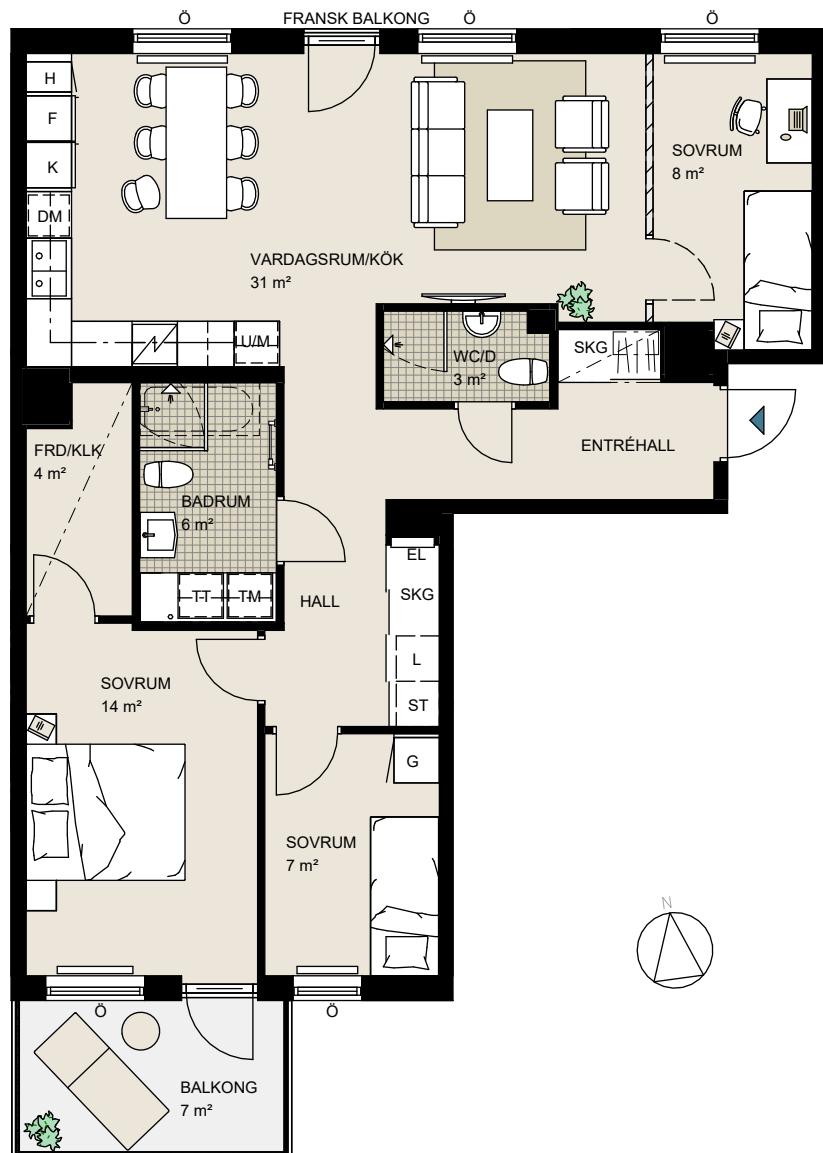 Ö
FRANSK BALKONG
Ö
Ö
H
F
K
DM
SOVRUM
8 m²
VARDAGSRUM/KÖK
31 m²
U/M
WC/D
3 m²
SKG
FRD/KLK
4 m²
ENTRÉHALL
BADRUM
6 m²
EL
SKG
TT
TM
HALL
L
ST
SOVRUM
14 m²
G
SOVRUM
7 m²
N
Ö
Ö
BALKONG
7 m²